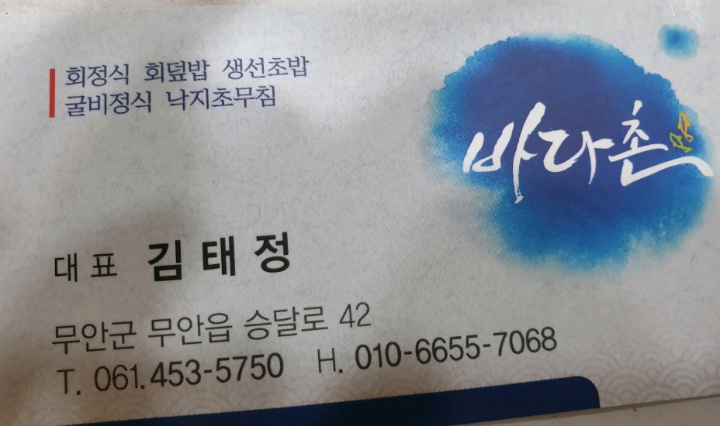 회정식 회덮밥 생선초밥
굴비정식 낙지초무침
바다촌
대표 김태정
무안군 무안읍 승달로 42
T. 061.453-5750 H. 010-6655-7068